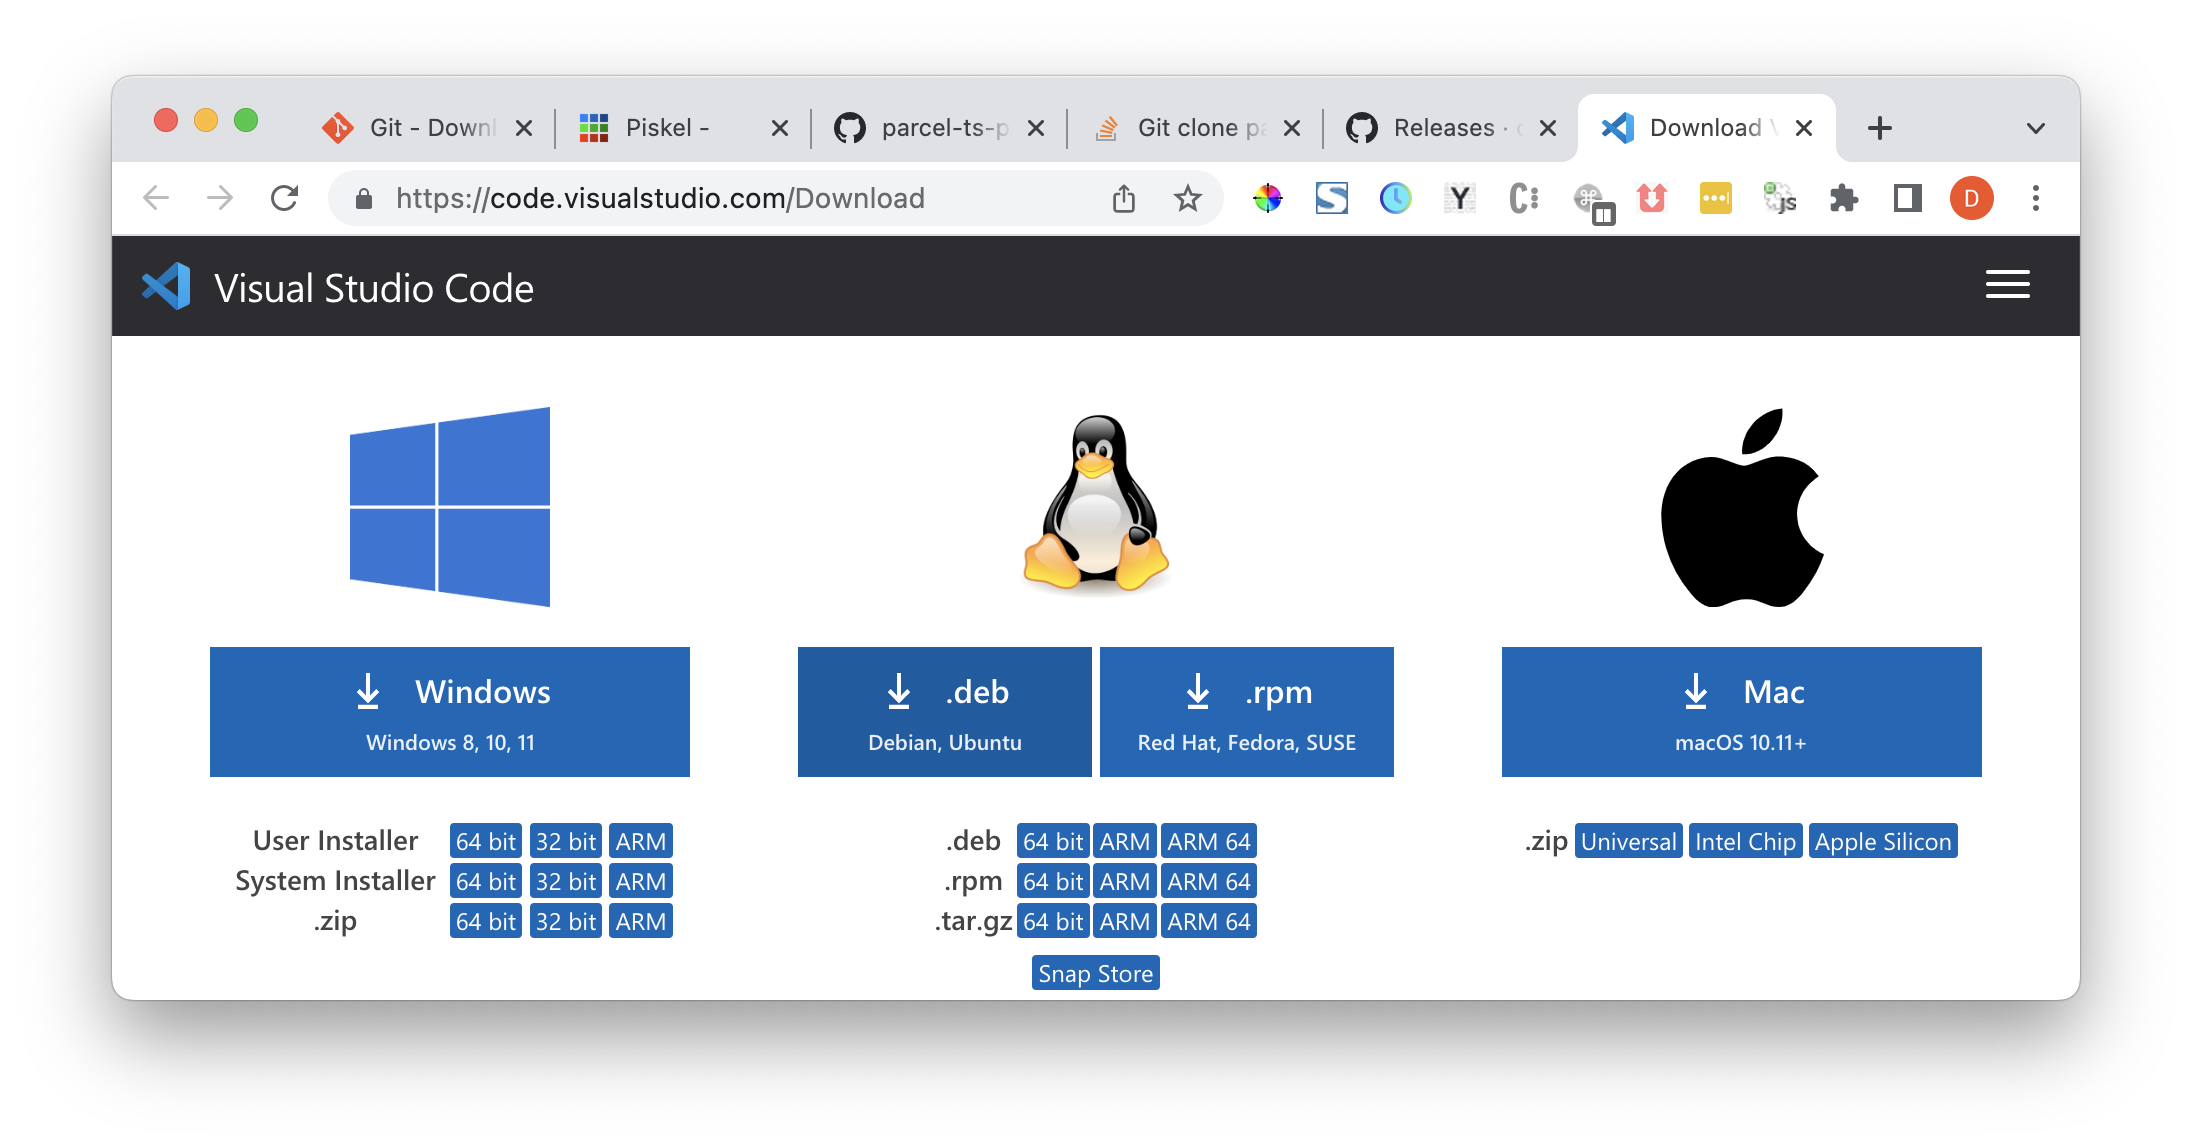 Git - Downl
Piskel -
parcel-ts-p
Git clone pa
Releases ·
Download
https://code.visualstudio.com/Download
D
Visual Studio Code
Windows
Windows 8, 10, 11
.deb
Debian, Ubuntu
.rpm
Red Hat, Fedora, SUSE
Mac
macOS 10.11+
User Installer 64 bit 32 bit ARM
System Installer 64 bit 32 bit ARM
.zip 64 bit 32 bit ARM
.deb 64 bit ARM ARM 64
.rpm 64 bit ARM ARM 64
.tar.gz 64 bit ARM ARM 64
Snap Store
.zip Universal Intel Chip Apple Silicon